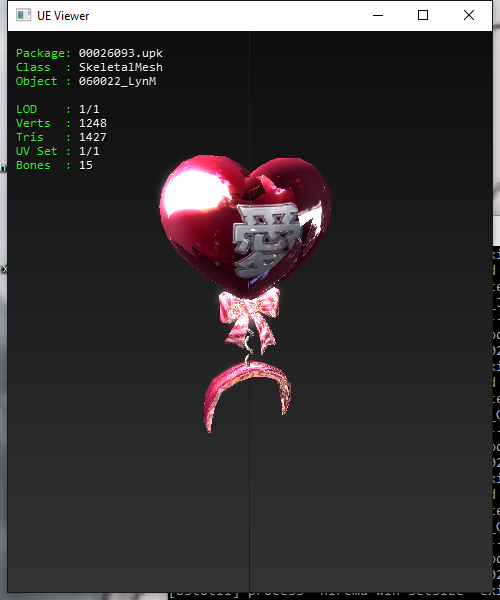 UE Viewer
Package: 00026093.upk
Class : SkeletalMesh
Object : 060022_LynM
LOD : 1/1
Verts : 1248
Tris : 1427
UV Set : 1/1
Bones : 15
愛